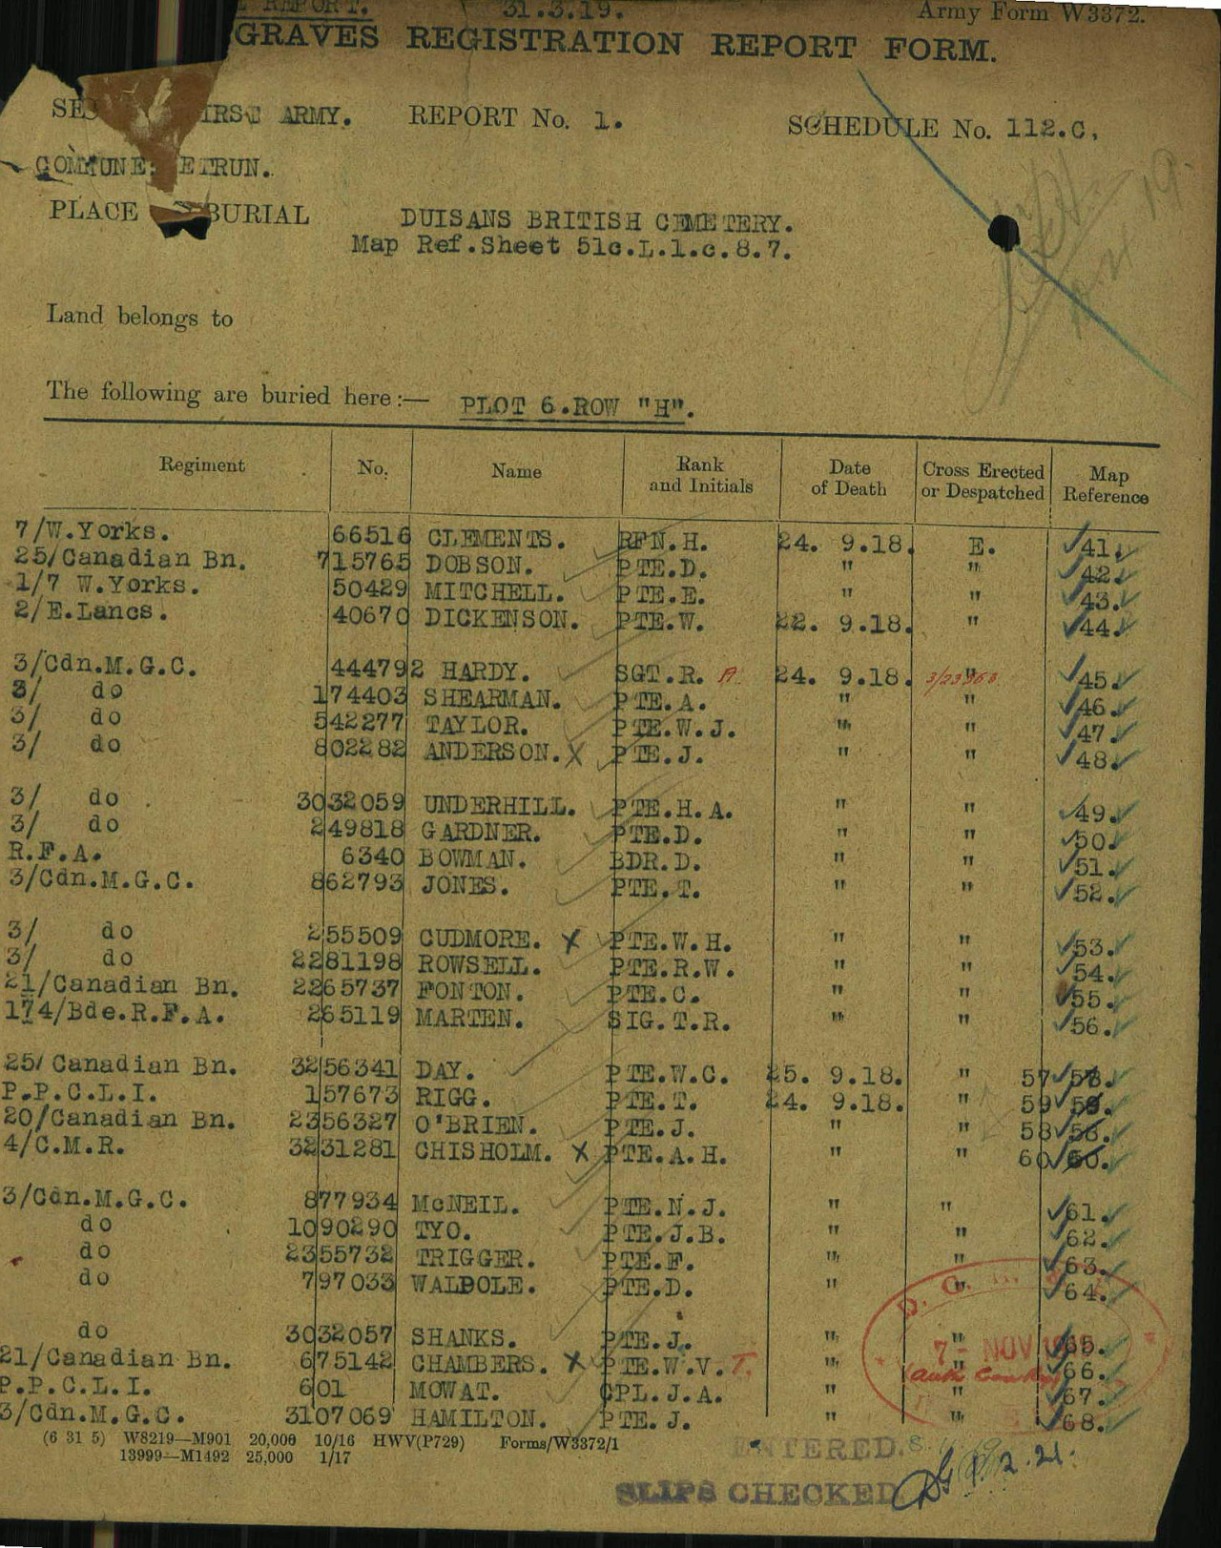 REPORT. 31.3.19. Army Form W3372.
GRAVES REGISTRATION REPORT FORM.
ARMY. REPORT No. 1. SCHEDULE No. 112.C,
COMMUNE: ETRUN.
PLACE BURIAL DUISANS BRITISH CEMETERY.
Map Ref.Sheet 51c.L.1.c.8.7.
Land belongs to
The following are buried here:— PLOT 6.ROW "H".
Regiment No. Name Rank and Initials Date of Death Cross Erected or Despatched Map Reference
7/W.Yorks. 66516 CLEMENTS. RFN.H. 24. 9.18. E. 41.
25/Canadian Bn. 715765 DOBSON. PTE.D. " " 42.
1/7 W.Yorks. 50429 MITCHELL. PTE.E. " " 43.
2/E.Lancs. 40670 DICKENSON. PTE.W. 22. 9.18. " 44.
3/Cdn.M.G.C. 444792 HARDY. SGT.R. 24. 9.18. " 45.
3/ do 174403 SHEARMAN. PTE.A. " " 46.
3/ do 542277 TAYLOR. PTE.W.J. " " 47.
3/ do 802282 ANDERSON. X PTE.J. " " 48.
3/ do . 3032059 UNDERHILL. PTE.H.A. " " 49.
3/ do 249818 GARDNER. PTE.D. " " 50.
R.F.A. 6340 BOWMAN. BDR.D. " " 51.
3/Cdn.M.G.C. 862793 JONES. PTE.T. " " 52.
3/ do 255509 CUDMORE. X PTE.W.H. " " 53.
3/ do 2281198 ROWSELL. PTE.R.W. " " 54.
21/Canadian Bn. 2265737 FONTON. PTE.C. " " 55.
174/Bde.R.F.A. 265119 MARTEN. SIG.T.R. " " 56.
25/Canadian Bn. 3256341 DAY. PTE.W.C. 25. 9.18. " 57
P.P.C.L.I. 157673 RIGG. PTE.T. 24. 9.18. " 59
20/Canadian Bn. 2356327 O'BRIEN. PTE.J. " " 58
4/C.M.R. 3231281 CHISHOLM. X PTE.A.H. " " 60 60.
3/Cdn.M.G.C. 877934 McNEIL. PTE.N.J. " " 61.
do 1090290 TYO. PTE.J.B. " " 62.
do 2355732 TRIGGER. PTE.F. " " 63.
do 797033 WALPOLE. PTE.D. " " 64.
do 3032057 SHANKS. PTE.J. " " 65.
21/Canadian Bn. 675142 CHAMBERS. X PTE.W.V. T. " " 66.
P.P.C.L.I. 601 MOWAT. CPL.J.A. " " 67.
3/Cdn.M.G.C. 3107069 HAMILTON. PTE.J. " " 68.
7 - NOV
(6 31 5) W8219—M901 20,000 10/16 HWV(P729) Forms/W3372/1
13999—M1492 25,000 1/17
ENTERED.
SLIPS CHECKED